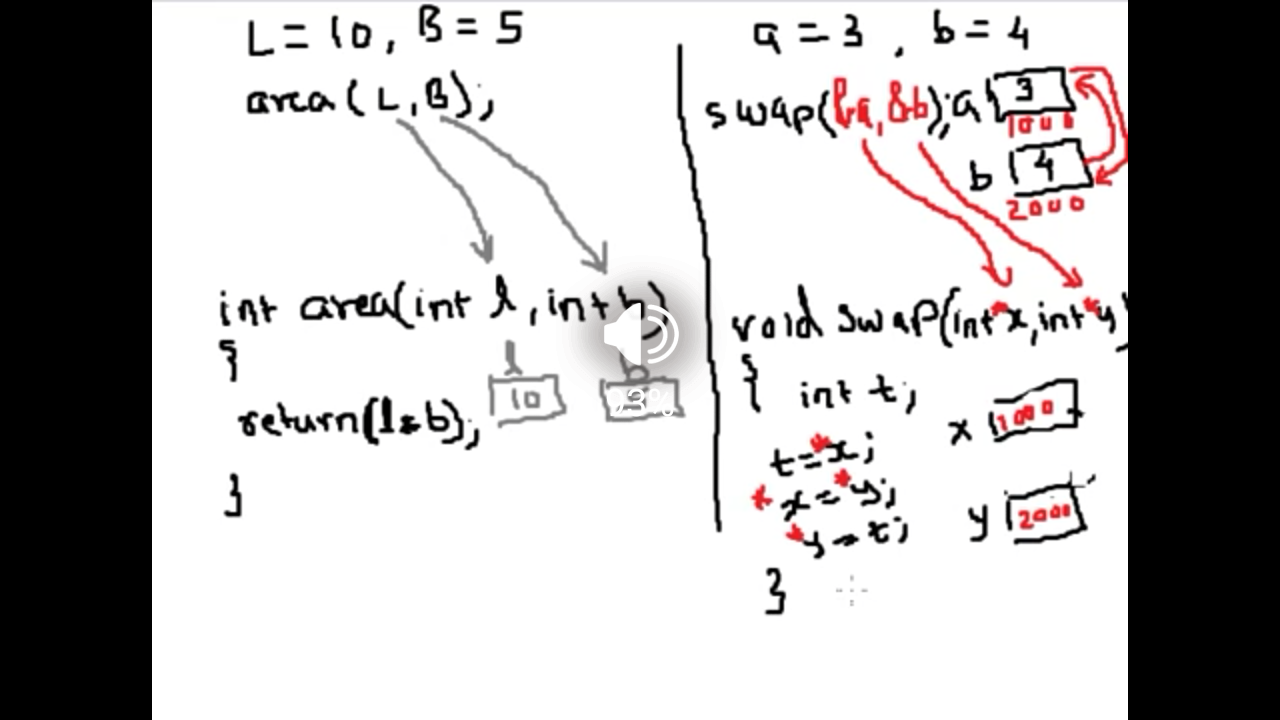 L = 10, B = 5
area(L,B);
int area(int l, int b)
{
l
b
10
return(l*b);
}
93%
a = 3, b = 4
swap(&a, &b);
a 3
1000
b 4
2000
void swap(int *x, int *y)
{ int t;
x 1000
t = *x;
*x = *y;
y 2000
*y = t;
}